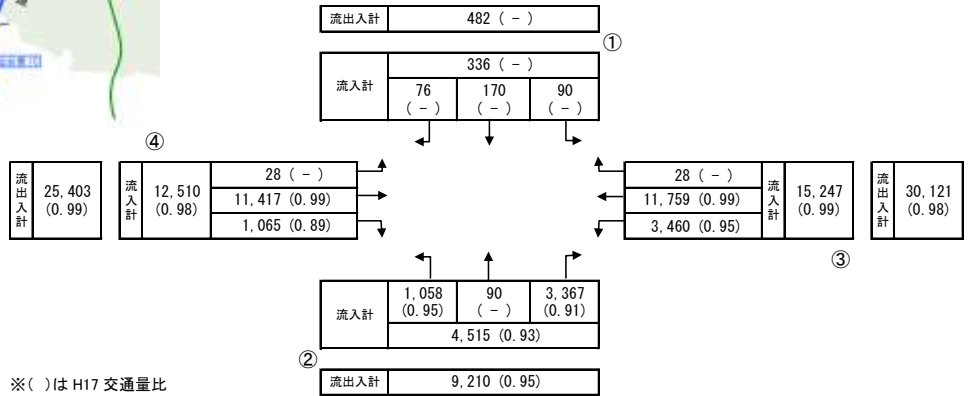 流出入計 482 ( - )
①
流入計 336 ( - )
76 170 90
( - ) ( - ) ( - )
④
流出入計 25,403 (0.99)
流入計 12,510 (0.98)
28 ( - )
11,417 (0.99)
1,065 (0.89)
28 ( - )
11,759 (0.99)
3,460 (0.95)
流入計 15,247 (0.99)
流出入計 30,121 (0.98)
③
流入計 1,058 90 3,367
(0.95) ( - ) (0.91)
4,515 (0.93)
②
流出入計 9,210 (0.95)
※( )は H17 交通量比